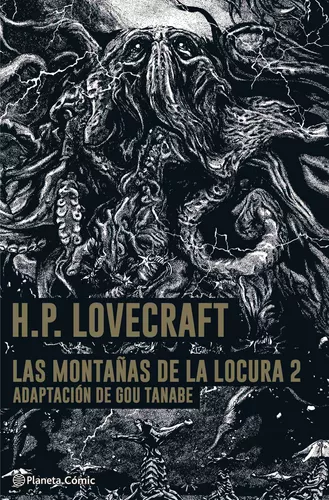 H.P. LOVECRAFT
LAS MONTAÑAS DE LA LOCURA 2
ADAPTACIÓN DE GOU TANABE
Planeta Cómic